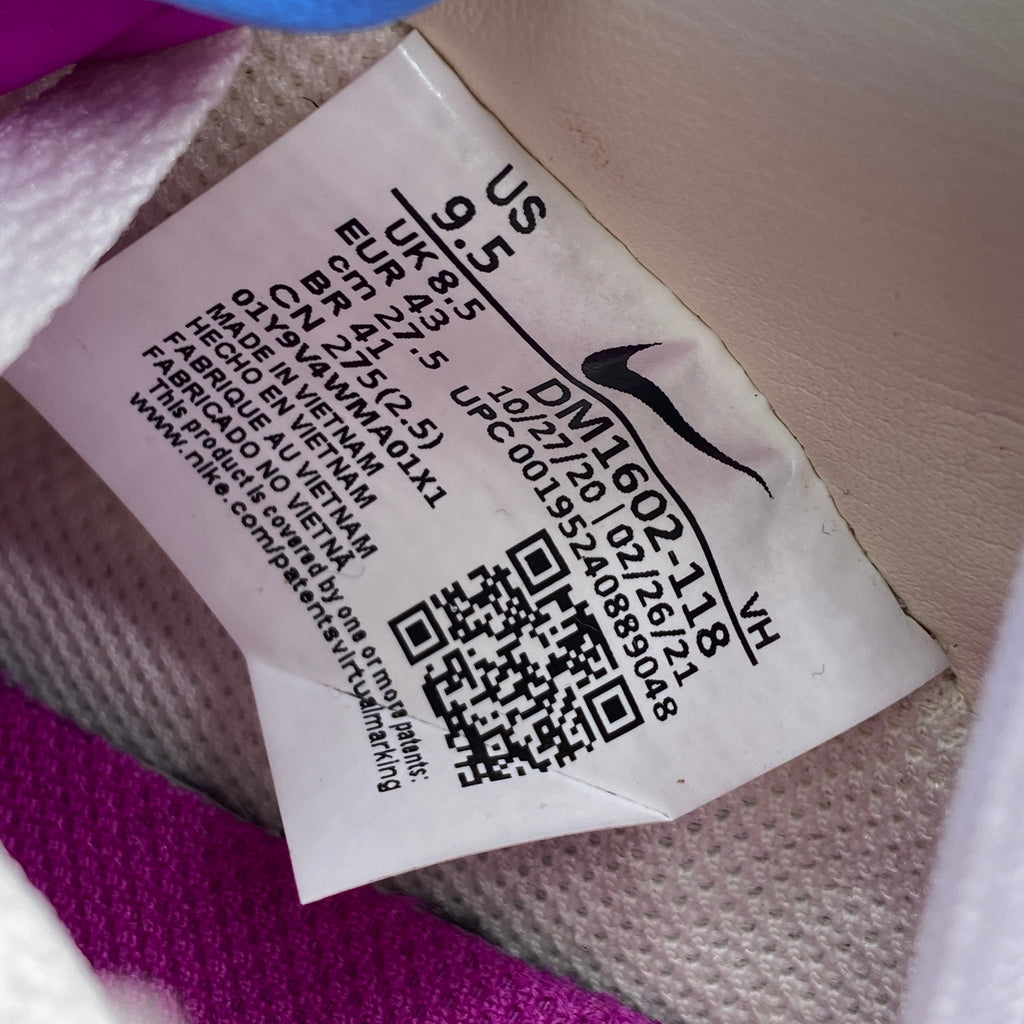 US
9.5
UK 8.5
EUR 43
cm 27.5
BR 41
CN 275(2.5)
01Y9V4WMA01X1
MADE IN VIETNAM
HECHO EN VIETNAM
FABRIQUE AU VIETNAM
FABRICADO NO VIETNÃ
This product is covered by one or more patents:
www.nike.com/patentsvirtualmarking
VH
DM1602-118
10/27/20 | 02/26/21
UPC 00195240889048